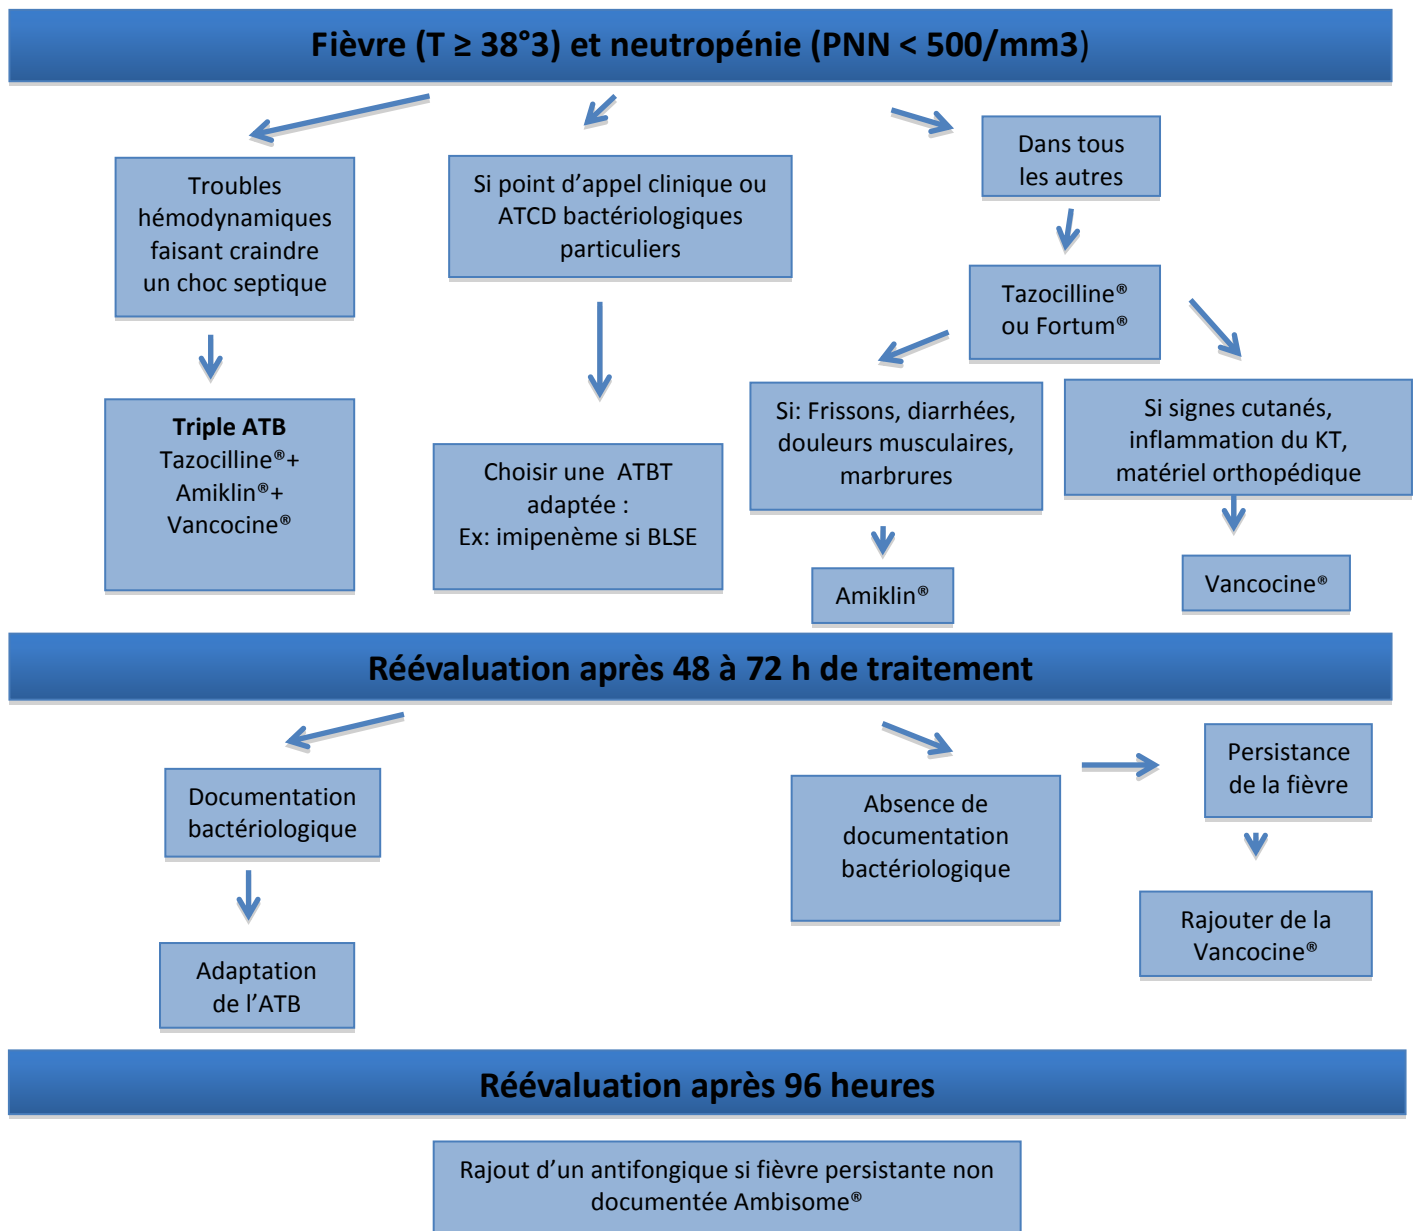 Fièvre (T ≥ 38°3) et neutropénie (PNN < 500/mm3)
Troubles
hémodynamiques
faisant craindre
un choc septique
Triple ATB
Tazocilline®+
Amiklin®+
Vancocine®
Si point d’appel clinique ou
ATCD bactériologiques
particuliers
Choisir une ATBT
adaptée :
Ex: imipenème si BLSE
Dans tous
les autres
Tazocilline®
ou Fortum®
Si: Frissons, diarrhées,
douleurs musculaires,
marbrures
Amiklin®
Si signes cutanés,
inflammation du KT,
matériel orthopédique
Vancocine®
Réévaluation après 48 à 72 h de traitement
Documentation
bactériologique
Adaptation
de l’ATB
Absence de
documentation
bactériologique
Persistance
de la fièvre
Rajouter de la
Vancocine®
Réévaluation après 96 heures
Rajout d’un antifongique si fièvre persistante non
documentée Ambisome®